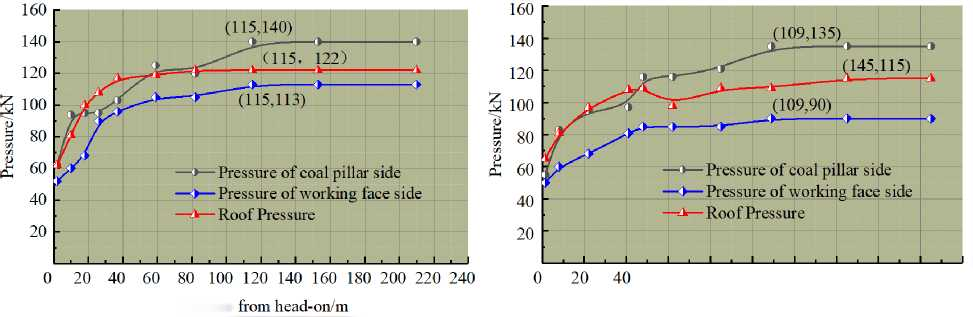 160
140
120
100
80
60
40
20
Pressure/kN
(115,140)
(115, 122)
(115,113)
Pressure of coal pillar side
Pressure of working face side
Roof Pressure
0 20 40 60 80 100 120 140 160 180 200 220 240
from head-on/m
160
140
120
100
80
60
40
20
Pressure/kN
(109,135)
(145,115)
(109,90)
Pressure of coal pillar side
Pressure of working face side
Roof Pressure
0 20 40